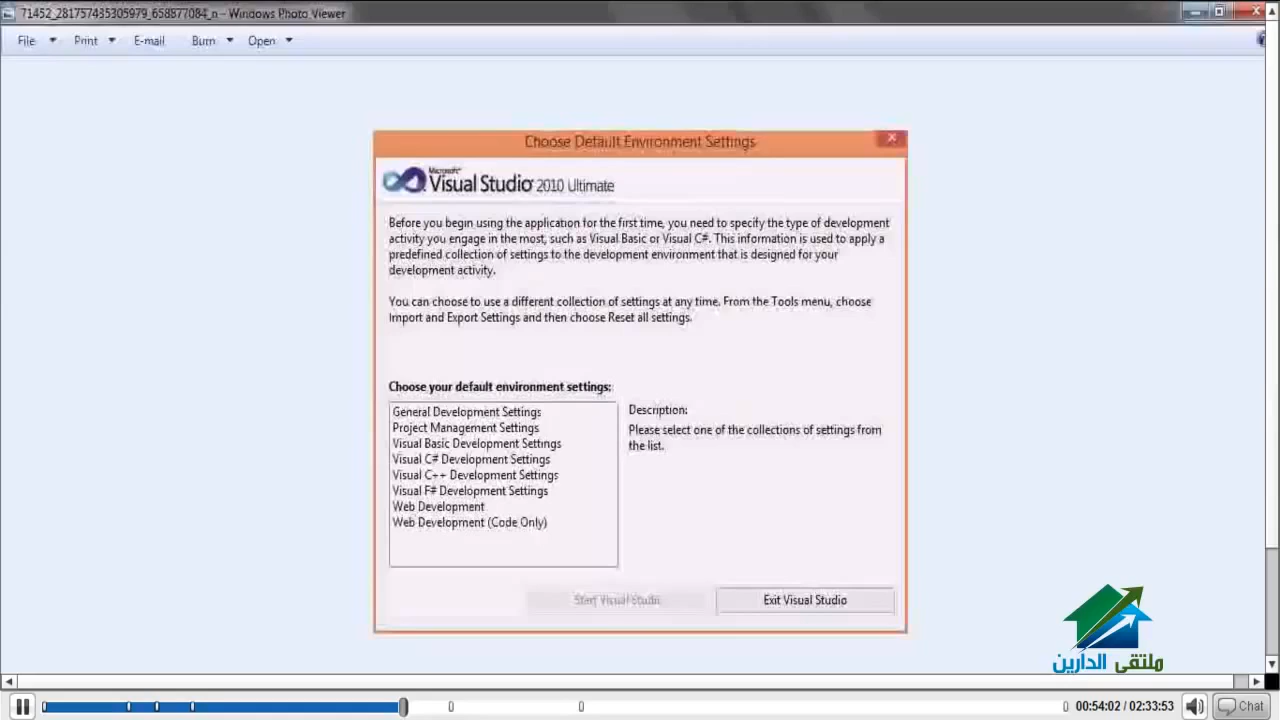 71452_281757435305979_658877084_n - Windows Photo Viewer
File Print E-mail Burn Open
Choose Default Environment Settings
Microsoft
Visual Studio 2010 Ultimate
Before you begin using the application for the first time, you need to specify the type of development
activity you engage in the most, such as Visual Basic or Visual C#. This information is used to apply a
predefined collection of settings to the development environment that is designed for your
development activity.
You can choose to use a different collection of settings at any time. From the Tools menu, choose
Import and Export Settings and then choose Reset all settings.
Choose your default environment settings:
General Development Settings
Project Management Settings
Visual Basic Development Settings
Visual C# Development Settings
Visual C++ Development Settings
Visual F# Development Settings
Web Development
Web Development (Code Only)
Description:
Please select one of the collections of settings from
the list.
Start Visual Studio
Exit Visual Studio
ملتقى الدارين
00:54:02 / 02:33:53
Chat